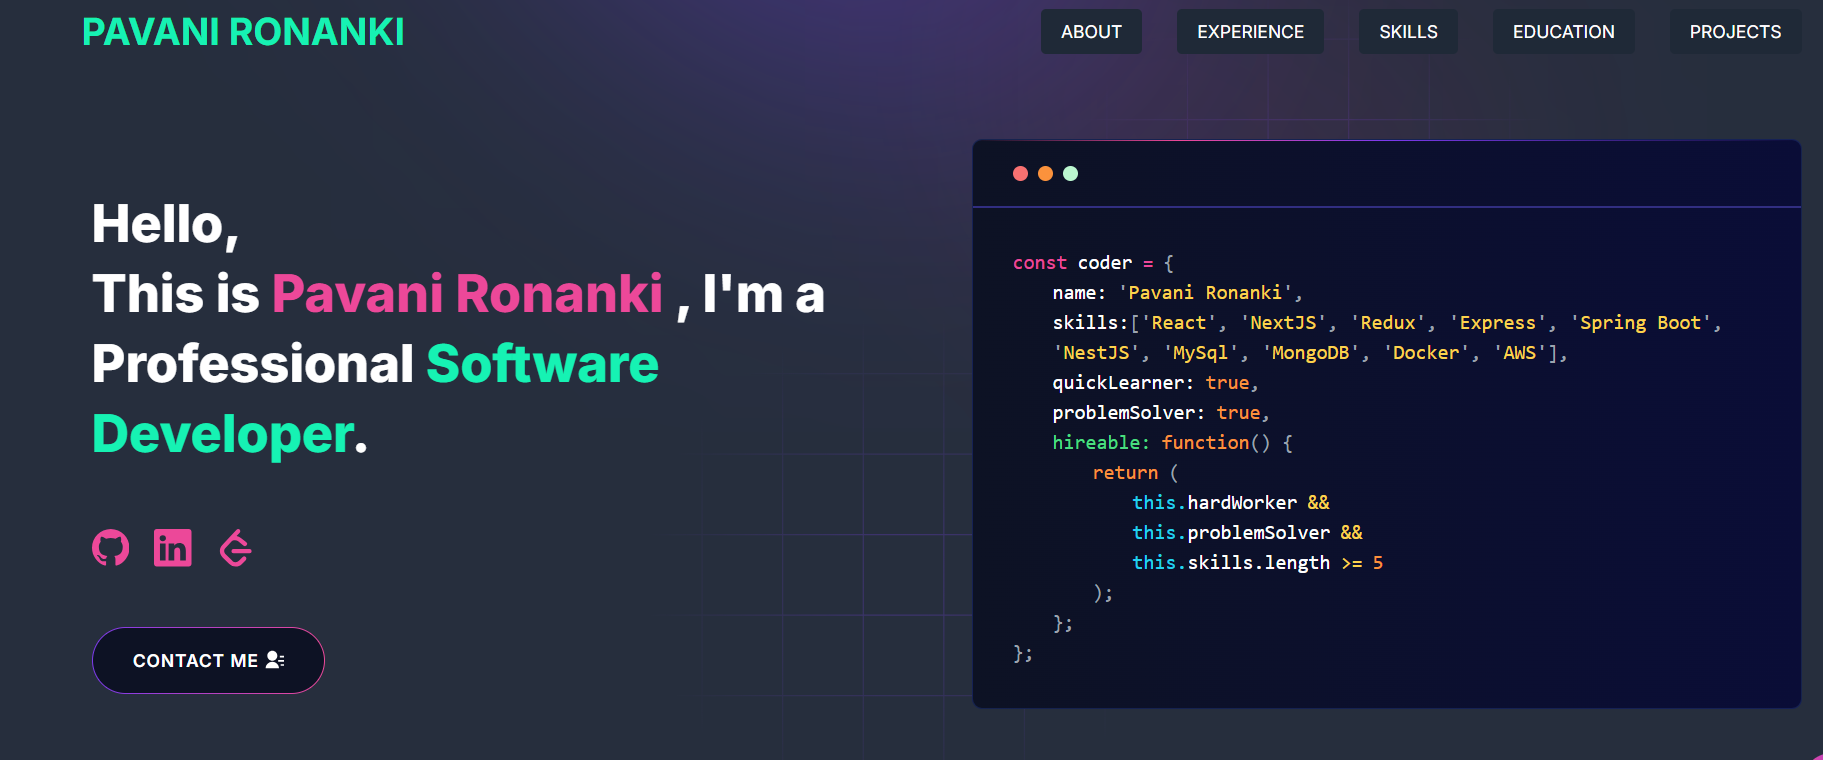 PAVANI RONANKI
ABOUT
EXPERIENCE
SKILLS
EDUCATION
PROJECTS
Hello,
This is Pavani Ronanki , I'm a
Professional Software
Developer.
in
CONTACT ME
const coder = {
name: 'Pavani Ronanki',
skills:['React', 'NextJS', 'Redux', 'Express', 'Spring Boot',
'NestJS', 'MySql', 'MongoDB', 'Docker', 'AWS'],
quickLearner: true,
problemSolver: true,
hireable: function() {
return (
this.hardWorker &&
this.problemSolver &&
this.skills.length >= 5
);
};
};